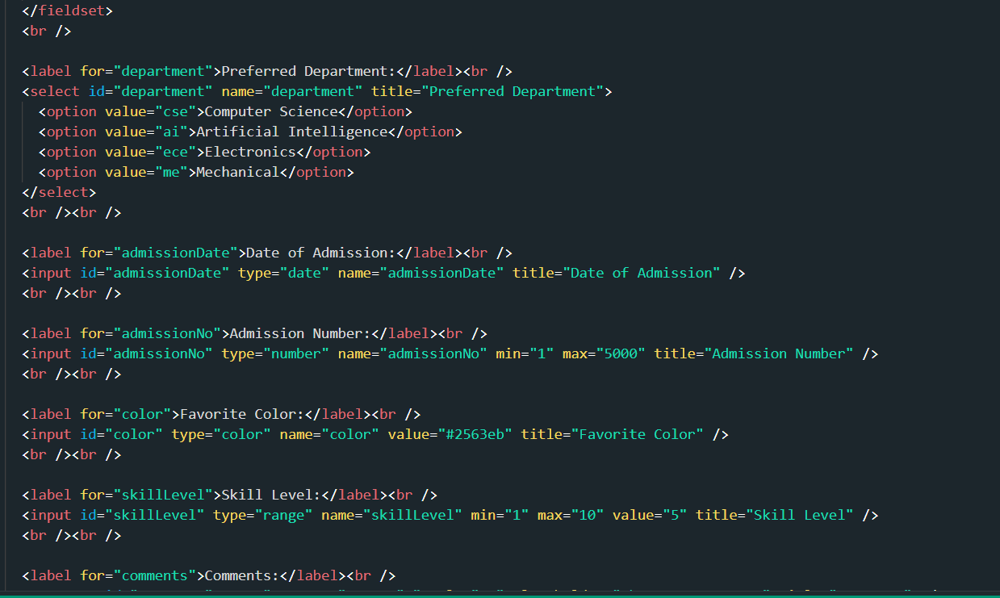 </fieldset>
<br />
<label for="department">Preferred Department:</label><br />
<select id="department" name="department" title="Preferred Department">
<option value="cse">Computer Science</option>
<option value="ai">Artificial Intelligence</option>
<option value="ece">Electronics</option>
<option value="me">Mechanical</option>
</select>
<br /><br />
<label for="admissionDate">Date of Admission:</label><br />
<input id="admissionDate" type="date" name="admissionDate" title="Date of Admission" />
<br /><br />
<label for="admissionNo">Admission Number:</label><br />
<input id="admissionNo" type="number" name="admissionNo" min="1" max="5000" title="Admission Number" />
<br /><br />
<label for="color">Favorite Color:</label><br />
<input id="color" type="color" name="color" value="#2563eb" title="Favorite Color" />
<br /><br />
<label for="skillLevel">Skill Level:</label><br />
<input id="skillLevel" type="range" name="skillLevel" min="1" max="10" value="5" title="Skill Level" />
<br /><br />
<label for="comments">Comments:</label><br />